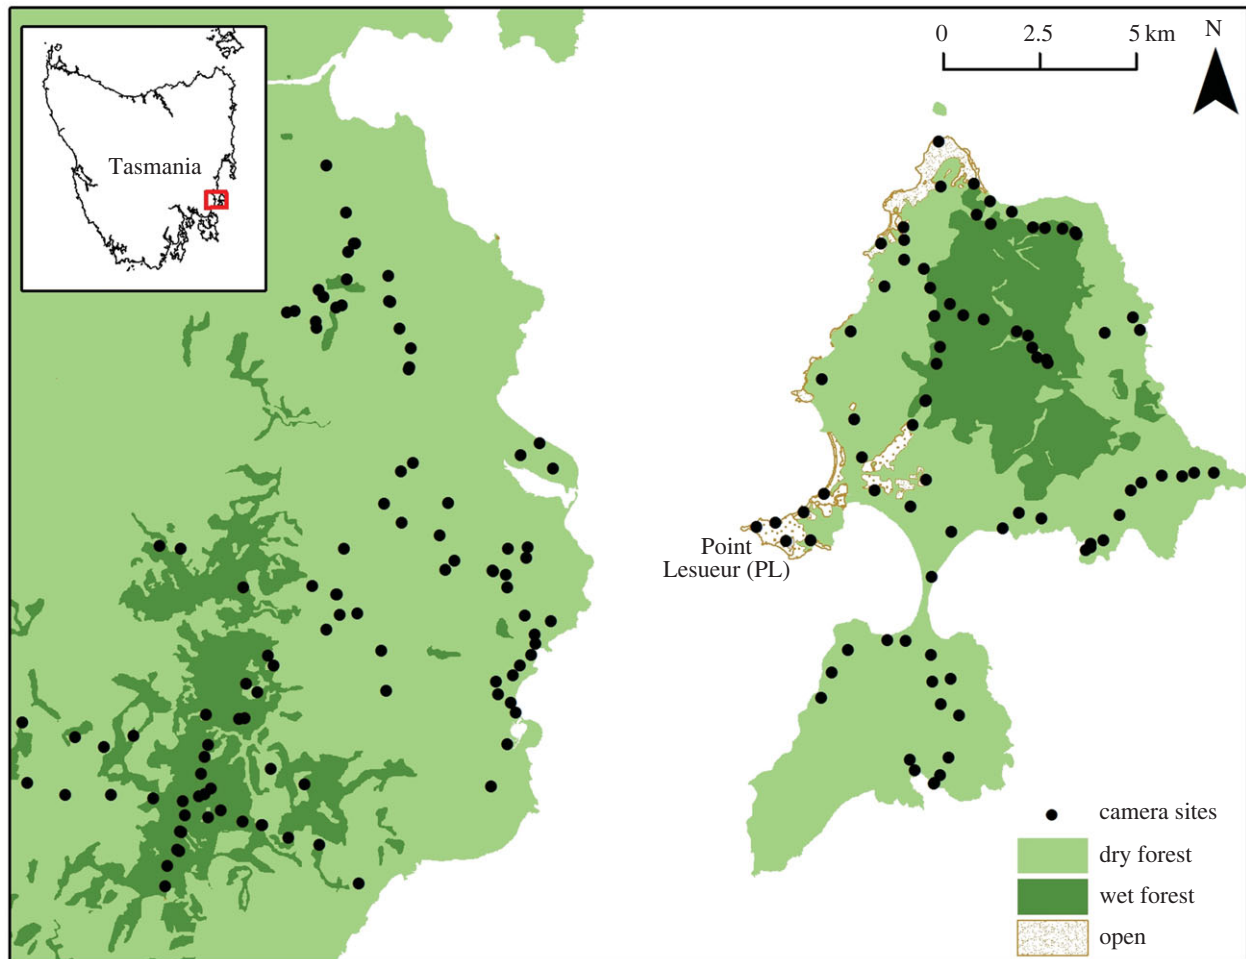 Tasmania
0 2.5 5 km
N
Point
Lesueur (PL)
camera sites
dry forest
wet forest
open